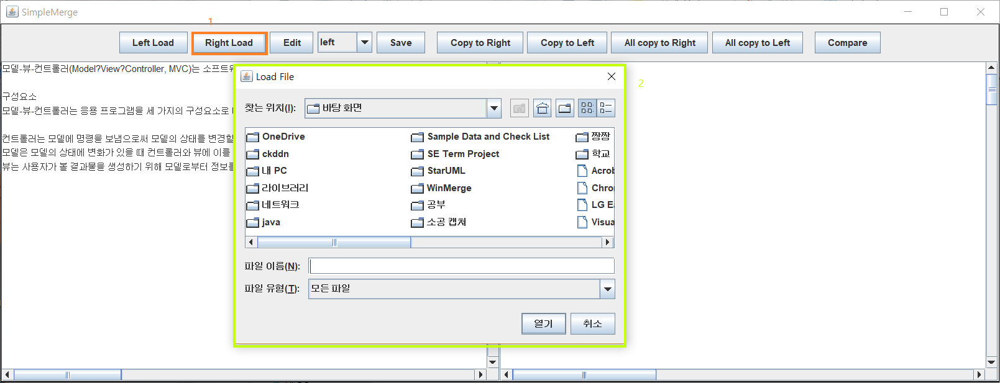 SimpleMerge
1
Left Load Right Load Edit left Save Copy to Right Copy to Left All copy to Right All copy to Left Compare
모델-뷰-컨트롤러(Model?View?Controller, MVC)는 소프트
구성요소
모델-뷰-컨트롤러는 응용 프로그램을 세 가지의 구성요소로
컨트롤러는 모델에 명령을 보냄으로써 모델의 상태를 변경할
모델은 모델의 상태에 변화가 있을 때 컨트롤러와 뷰에 이를
뷰는 사용자가 볼 결과물을 생성하기 위해 모델로부터 정보를
Load File
2
찾는 위치(I): 바탕 화면
OneDrive Sample Data and Check List 짱짱
ckddn SE Term Project 학교
내 PC StarUML Acrob
라이브러리 WinMerge Chro
네트워크 공부 LG E
java 소공 캡쳐 Visua
파일 이름(N):
파일 유형(T): 모든 파일
열기 취소